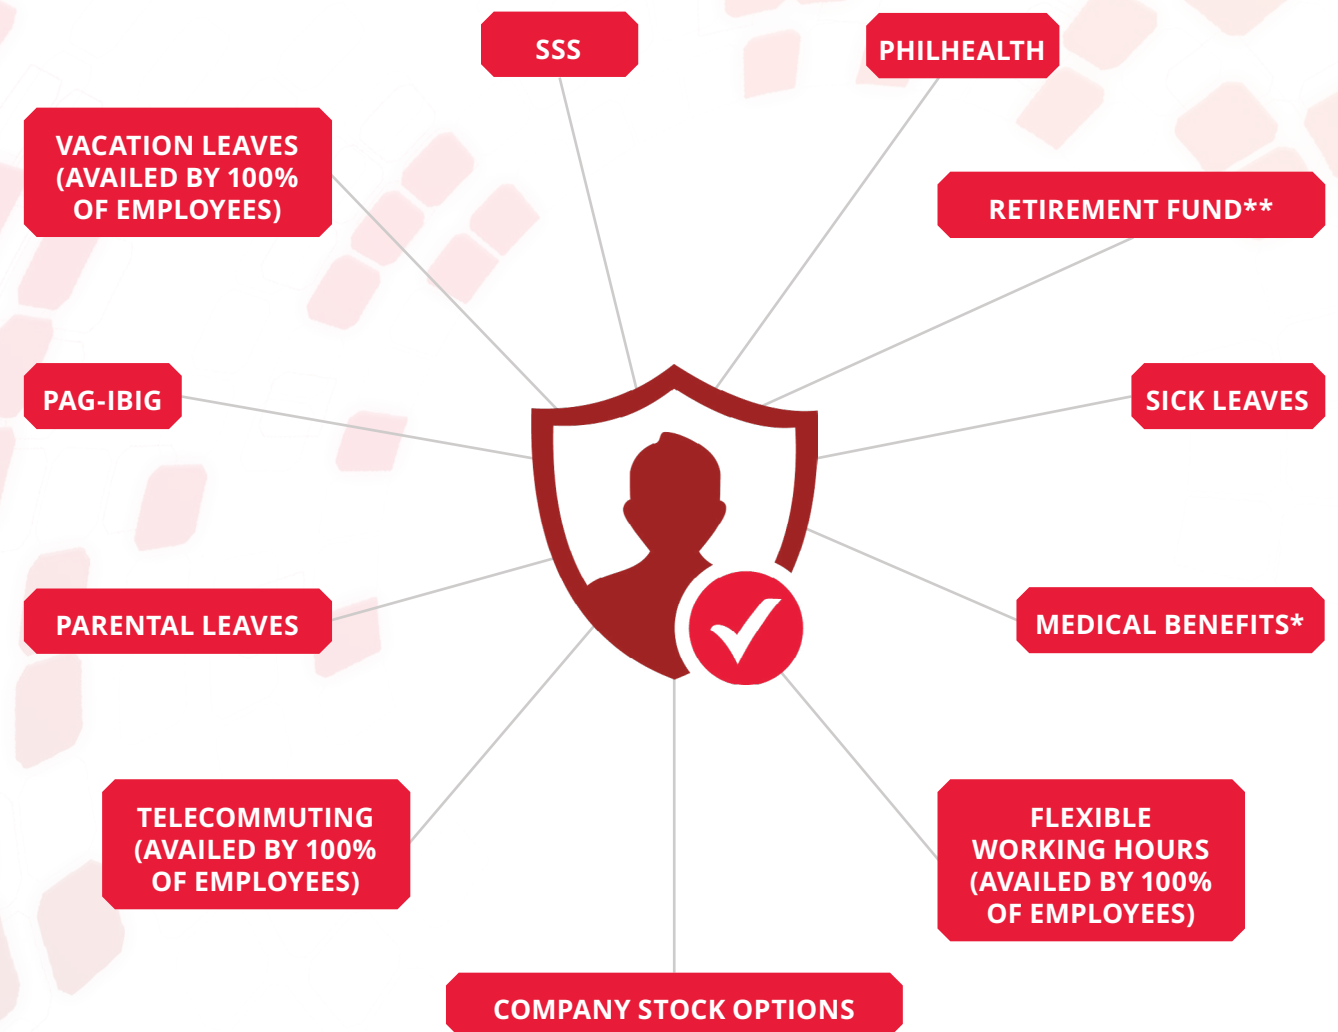 SSS
PHILHEALTH
VACATION LEAVES
(AVAILED BY 100%
OF EMPLOYEES)
RETIREMENT FUND**
PAG-IBIG
SICK LEAVES
PARENTAL LEAVES
MEDICAL BENEFITS*
TELECOMMUTING
(AVAILED BY 100%
OF EMPLOYEES)
FLEXIBLE
WORKING HOURS
(AVAILED BY 100%
OF EMPLOYEES)
COMPANY STOCK OPTIONS